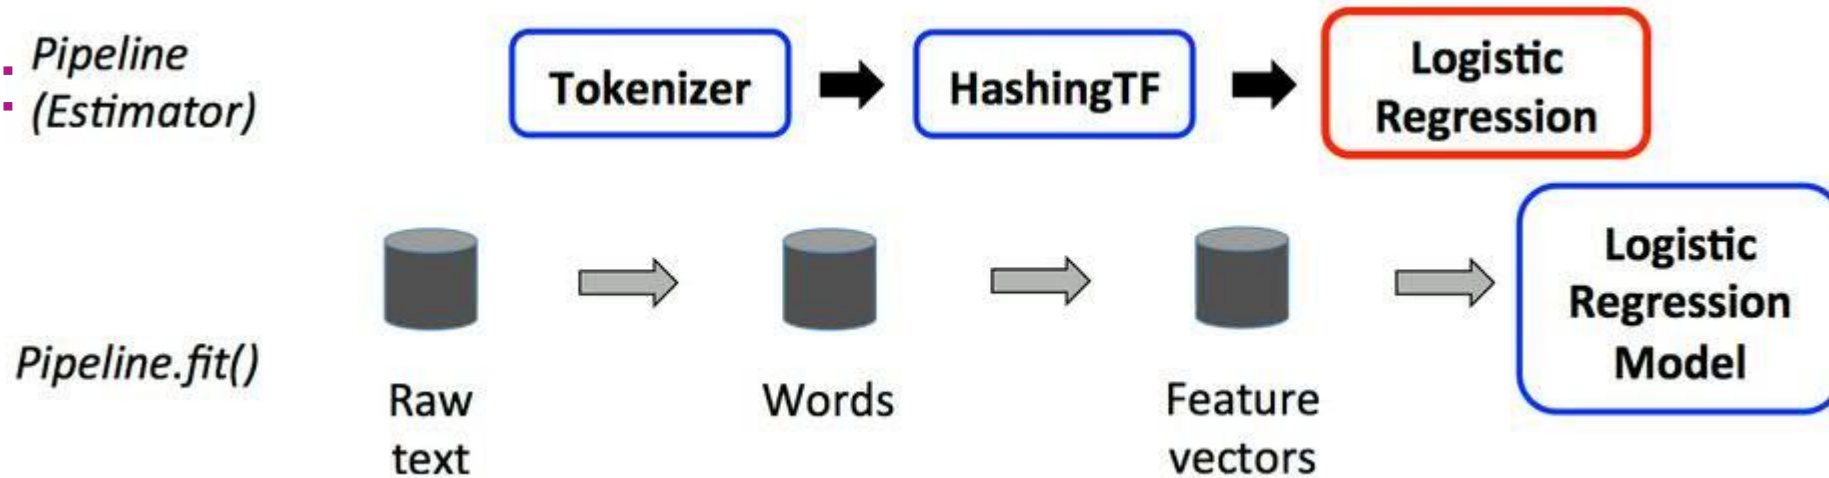 Pipeline
(Estimator)
Tokenizer
HashingTF
Logistic
Regression
Pipeline.fit()
Raw
text
Words
Feature
vectors
Logistic
Regression
Model